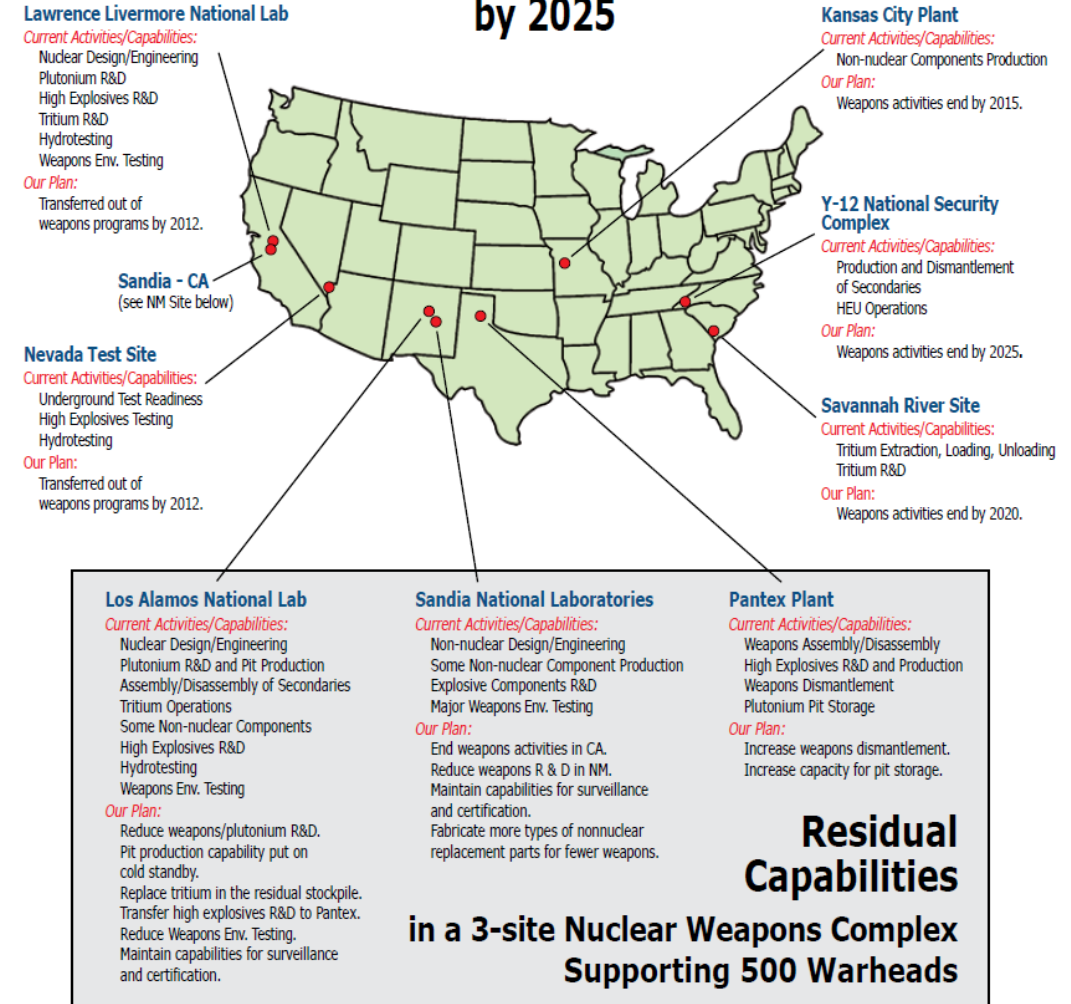 by 2025
Lawrence Livermore National Lab
Current Activities/Capabilities:
Nuclear Design/Engineering
Plutonium R&D
High Explosives R&D
Tritium R&D
Hydrotesting
Weapons Env. Testing
Our Plan:
Transferred out of
weapons programs by 2012.
Sandia - CA
(see NM Site below)
Nevada Test Site
Current Activities/Capabilities:
Underground Test Readiness
High Explosives Testing
Hydrotesting
Our Plan:
Transferred out of
weapons programs by 2012.
Kansas City Plant
Current Activities/Capabilities:
Non-nuclear Components Production
Our Plan:
Weapons activities end by 2015.
Y-12 National Security
Complex
Current Activities/Capabilities:
Production and Dismantlement
of Secondaries
HEU Operations
Our Plan:
Weapons activities end by 2025.
Savannah River Site
Current Activities/Capabilities:
Tritium Extraction, Loading, Unloading
Tritium R&D
Our Plan:
Weapons activities end by 2020.
Los Alamos National Lab
Current Activities/Capabilities:
Nuclear Design/Engineering
Plutonium R&D and Pit Production
Assembly/Disassembly of Secondaries
Tritium Operations
Some Non-nuclear Components
High Explosives R&D
Hydrotesting
Weapons Env. Testing
Our Plan:
Reduce weapons/plutonium R&D.
Pit production capability put on
cold standby.
Replace tritium in the residual stockpile.
Transfer high explosives R&D to Pantex.
Reduce Weapons Env. Testing.
Maintain capabilities for surveillance
and certification.
Sandia National Laboratories
Current Activities/Capabilities:
Non-nuclear Design/Engineering
Some Non-nuclear Component Production
Explosive Components R&D
Major Weapons Env. Testing
Our Plan:
End weapons activities in CA.
Reduce weapons R & D in NM.
Maintain capabilities for surveillance
and certification.
Fabricate more types of nonnuclear
replacement parts for fewer weapons.
Pantex Plant
Current Activities/Capabilities:
Weapons Assembly/Disassembly
High Explosives R&D and Production
Weapons Dismantlement
Plutonium Pit Storage
Our Plan:
Increase weapons dismantlement.
Increase capacity for pit storage.
Residual
Capabilities
in a 3-site Nuclear Weapons Complex
Supporting 500 Warheads